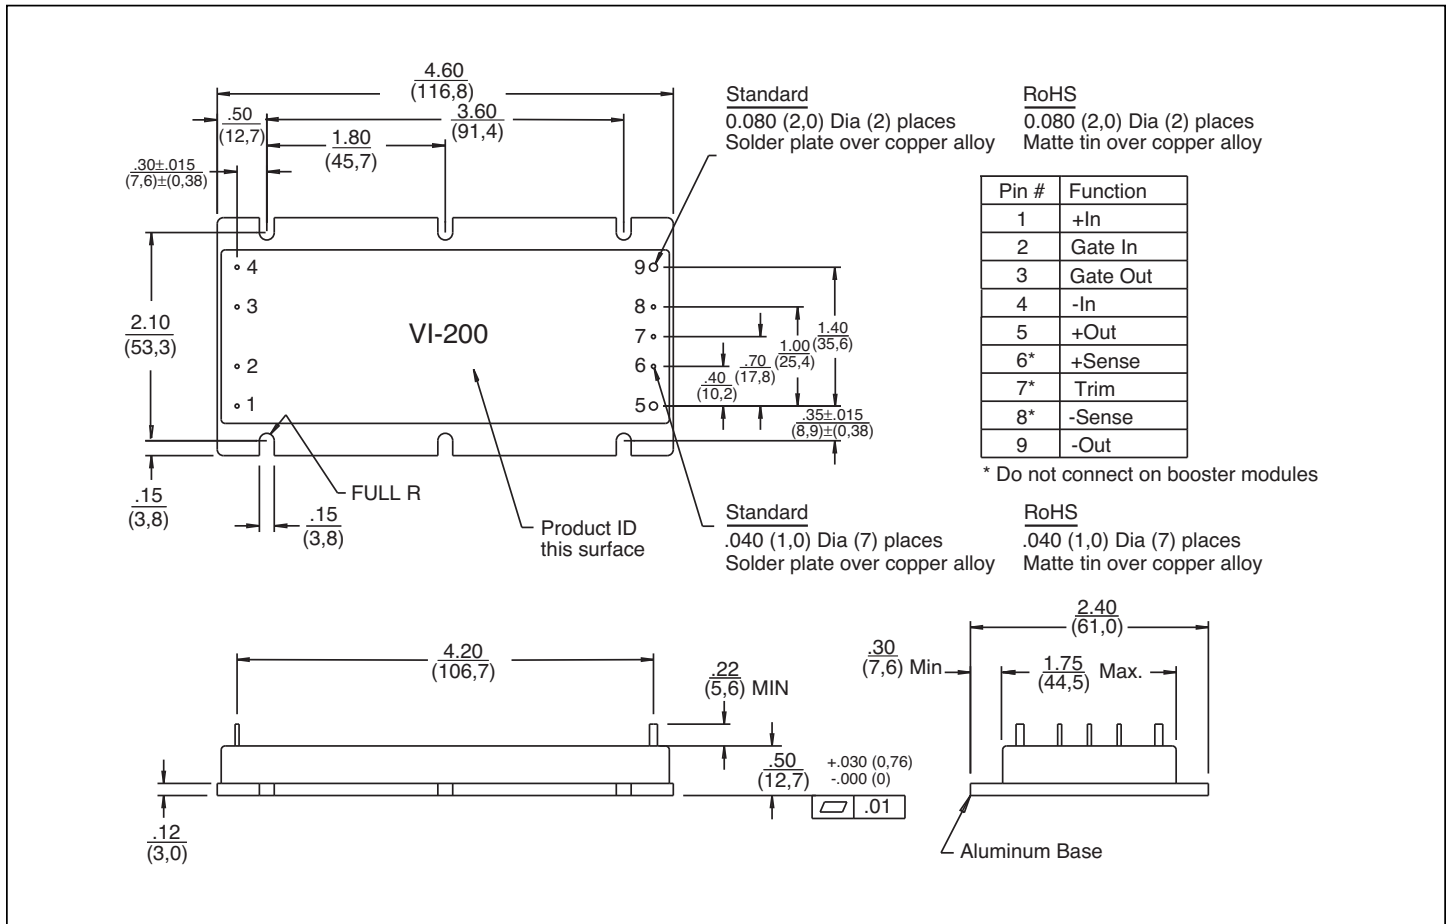 4.60
(116,8)
.50
(12,7)
3.60
(91,4)
1.80
(45,7)
.30±.015
(7,6)±(0,38)
Standard
0.080 (2,0) Dia (2) places
Solder plate over copper alloy
RoHS
0.080 (2,0) Dia (2) places
Matte tin over copper alloy
Pin # Function
1 +In
2 Gate In
3 Gate Out
4 -In
5 +Out
6* +Sense
7* Trim
8* -Sense
9 -Out
* Do not connect on booster modules
4
3
2
1
VI-200
9
8
7
6
5
2.10
(53,3)
1.40
(35,6)
1.00
(25,4)
.70
(17,8)
.40
(10,2)
.35±.015
(8,9)±(0,38)
.15
(3,8)
FULL R
.15
(3,8)
Product ID
this surface
Standard
.040 (1,0) Dia (7) places
Solder plate over copper alloy
RoHS
.040 (1,0) Dia (7) places
Matte tin over copper alloy
4.20
(106,7)
.22
(5,6) MIN
.50
(12,7)
+.030 (0,76)
-.000 (0)
.01
.12
(3,0)
2.40
(61,0)
.30
(7,6) Min
1.75
(44,5) Max.
Aluminum Base